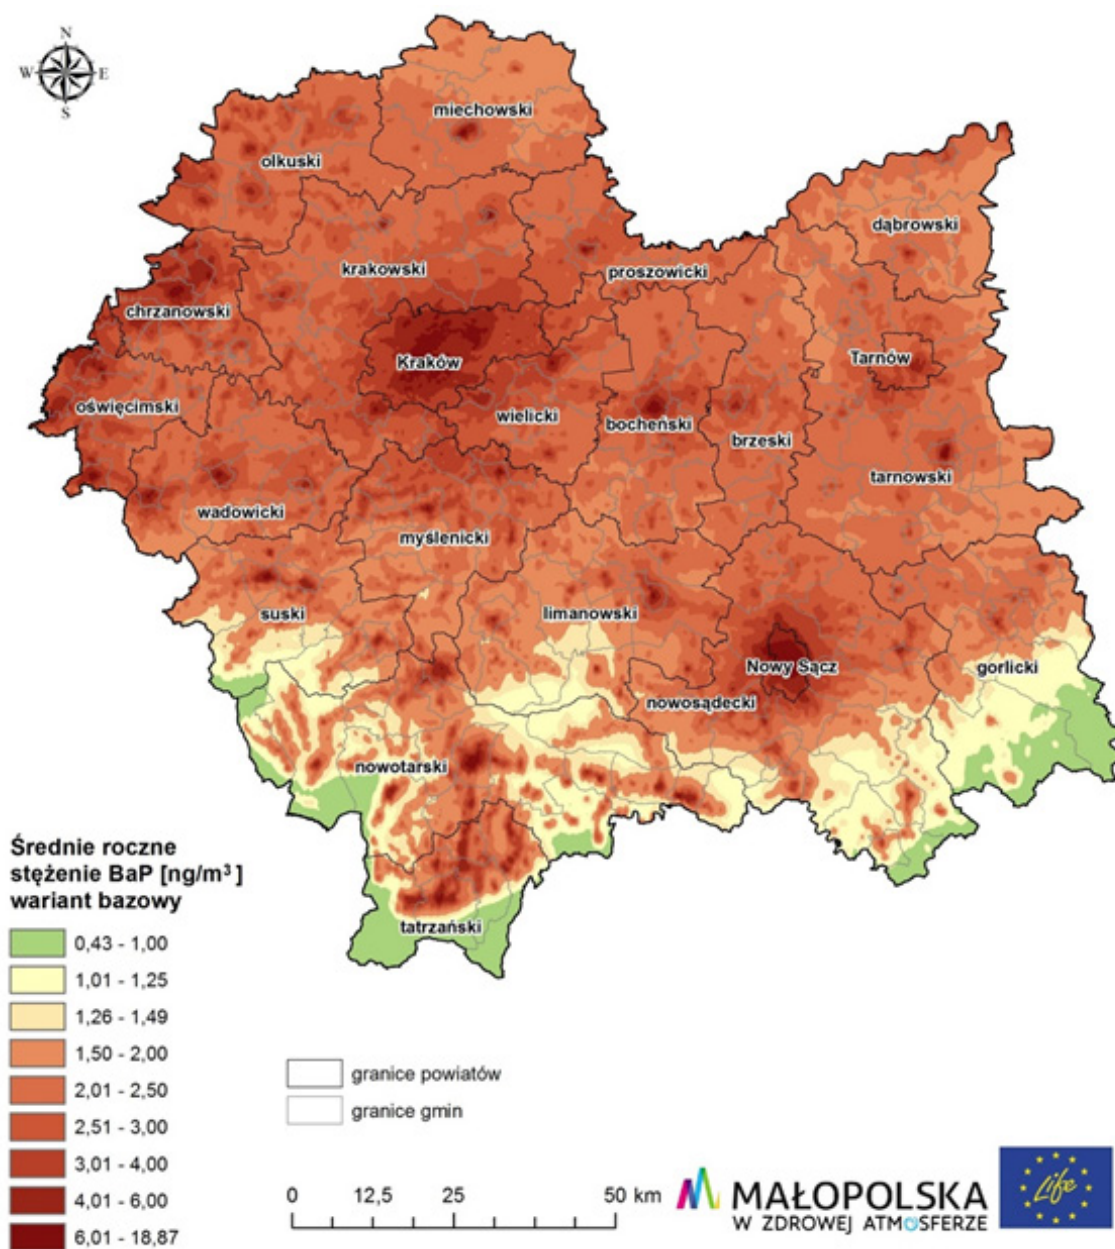 N
W E
S
miechowski
olkuski
dąbrowski
krakowski
proszowicki
chrzanowski
Kraków
Tarnów
oświęcimski
wielicki
bocheński
brzeski
tarnowski
wadowicki
myślenicki
suski
limanowski
Nowy Sącz
gorlicki
nowosądecki
nowotarski
tatrzański
Średnie roczne
stężenie BaP [ng/m³]
wariant bazowy
0,43 - 1,00
1,01 - 1,25
1,26 - 1,49
1,50 - 2,00
2,01 - 2,50
2,51 - 3,00
3,01 - 4,00
4,01 - 6,00
6,01 - 18,87
granice powiatów
granice gmin
0 12,5 25 50 km
MAŁOPOLSKA
W ZDROWEJ ATMOSFERZE
Life